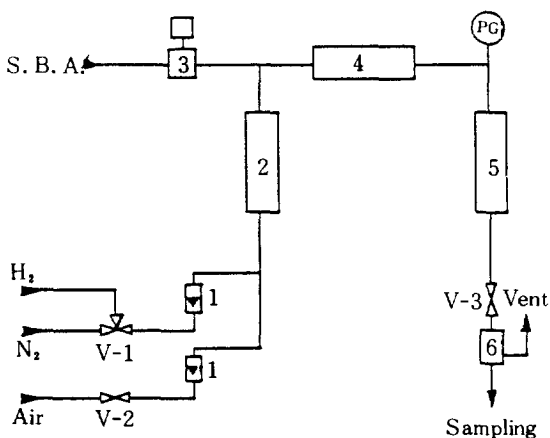 PG
S. B. A.
3
4
2
5
H₂
1
V-3
Vent
N₂
V-1
6
1
Air
V-2
Sampling